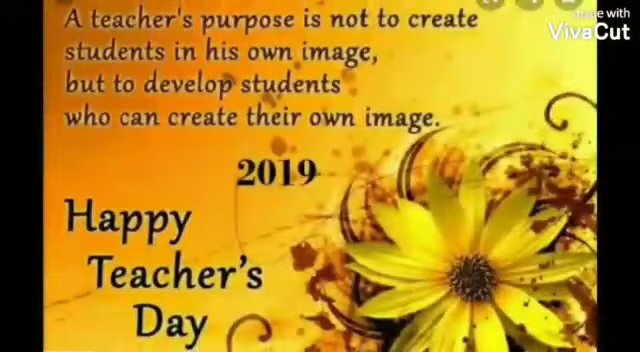 A teacher's purpose is not to create
students in his own image,
but to develop students
who can create their own image.
2019
Happy
Teacher's
Day
made with
VivaCut